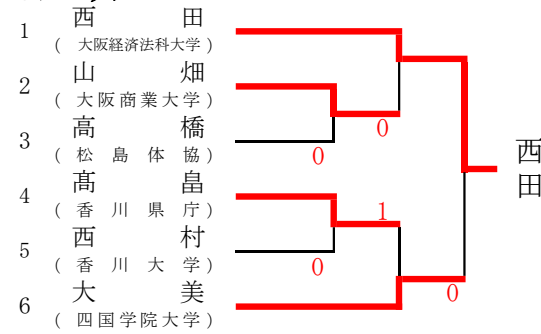 1 西田
(大阪経済法科大学)
2 山畑
(大阪商業大学)
0
3 高橋
(松島体協)
0
西田
4 髙畠
(香川県庁)
1
5 西村
(香川大学)
0
6 大美
(四国学院大学)
0